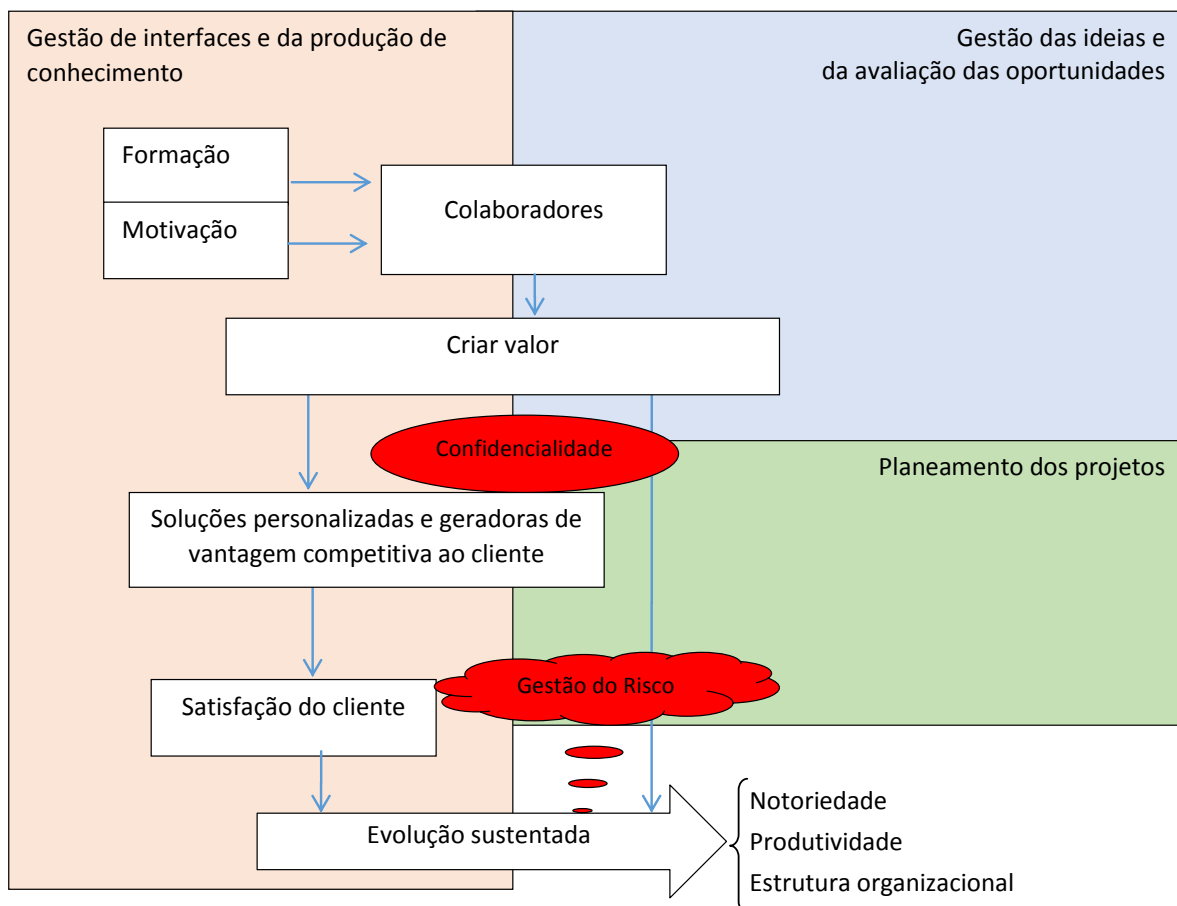 Gestão de interfaces e da produção de
conhecimento
Gestão das ideias e
da avaliação das oportunidades
Formação
Motivação
Colaboradores
Criar valor
Confidencialidade
Planeamento dos projetos
Soluções personalizadas e geradoras de
vantagem competitiva ao cliente
Gestão do Risco
Satisfação do cliente
Evolução sustentada
Notoriedade
Produtividade
Estrutura organizacional